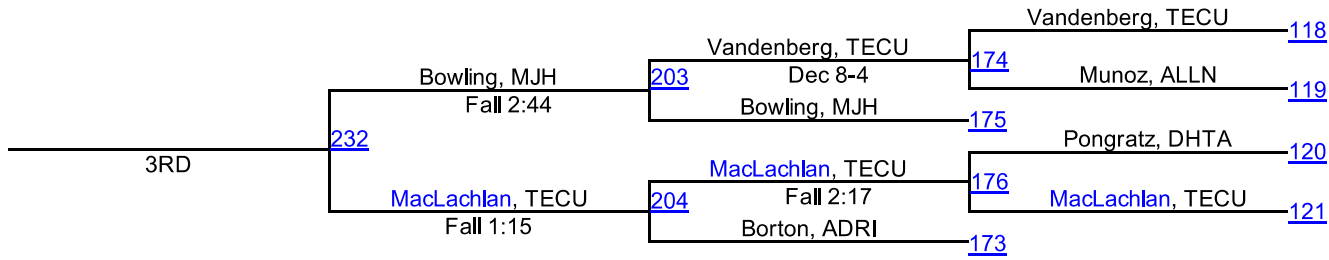 Vandenberg, TECU
118
Vandenberg, TECU
174
Dec 8-4
Munoz, ALLN
119
Bowling, MJH
203
Fall 2:44
Bowling, MJH
175
232
3RD
Pongratz, DHTA
120
MacLachlan, TECU
176
Fall 2:17
MacLachlan, TECU
121
MacLachlan, TECU
204
Fall 1:15
Borton, ADRI
173